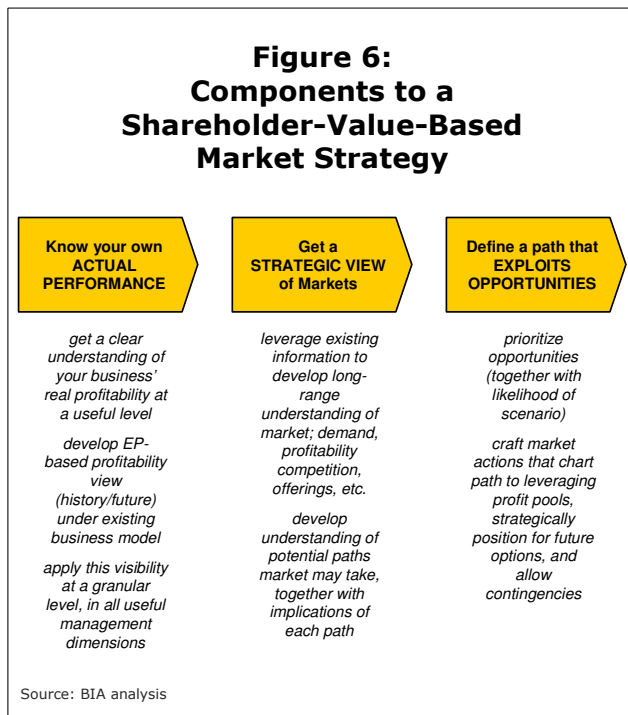 Figure 6:
Components to a
Shareholder-Value-Based
Market Strategy
Know your own
ACTUAL
PERFORMANCE
get a clear
understanding of
your business'
real profitability at
a useful level
develop EP-
based profitability
view
(history/future)
under existing
business model
apply this visibility
at a granular
level, in all useful
management
dimensions
Get a
STRATEGIC VIEW
of Markets
leverage existing
information to
develop long-
range
understanding of
market; demand,
profitability
competition,
offerings, etc.
develop
understanding of
potential paths
market may take,
together with
implications of
each path
Define a path that
EXPLOITS
OPPORTUNITIES
prioritize
opportunities
(together with
likelihood of
scenario)
craft market
actions that chart
path to leveraging
profit pools,
strategically
position for future
options, and
allow
contingencies
Source: BIA analysis